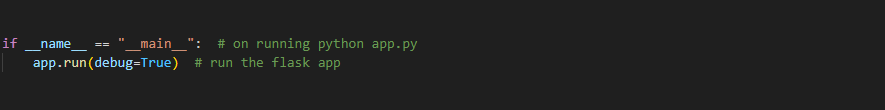 if __name__ == "__main__":  # on running python app.py
    app.run(debug=True)  # run the flask app